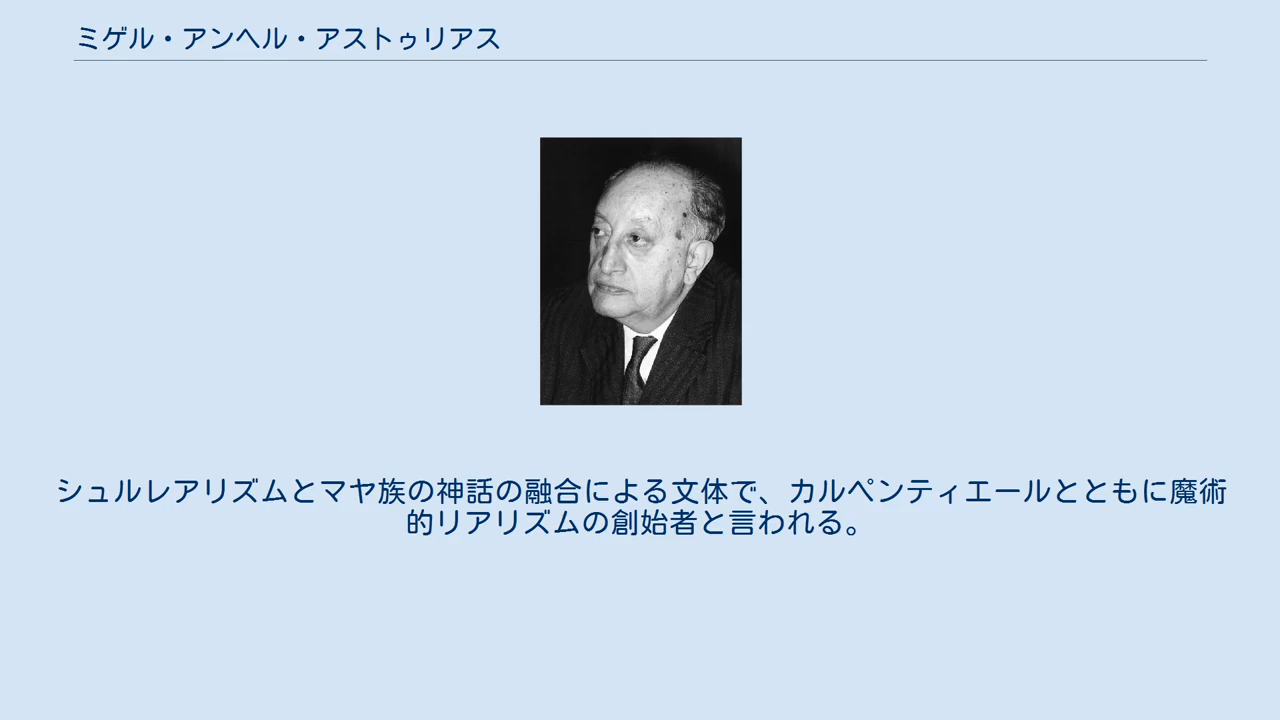 ミゲル・アンヘル・アストゥリアス
シュルレアリズムとマヤ族の神話の融合による文体で、カルペンティエールとともに魔術
的リアリズムの創始者と言われる。